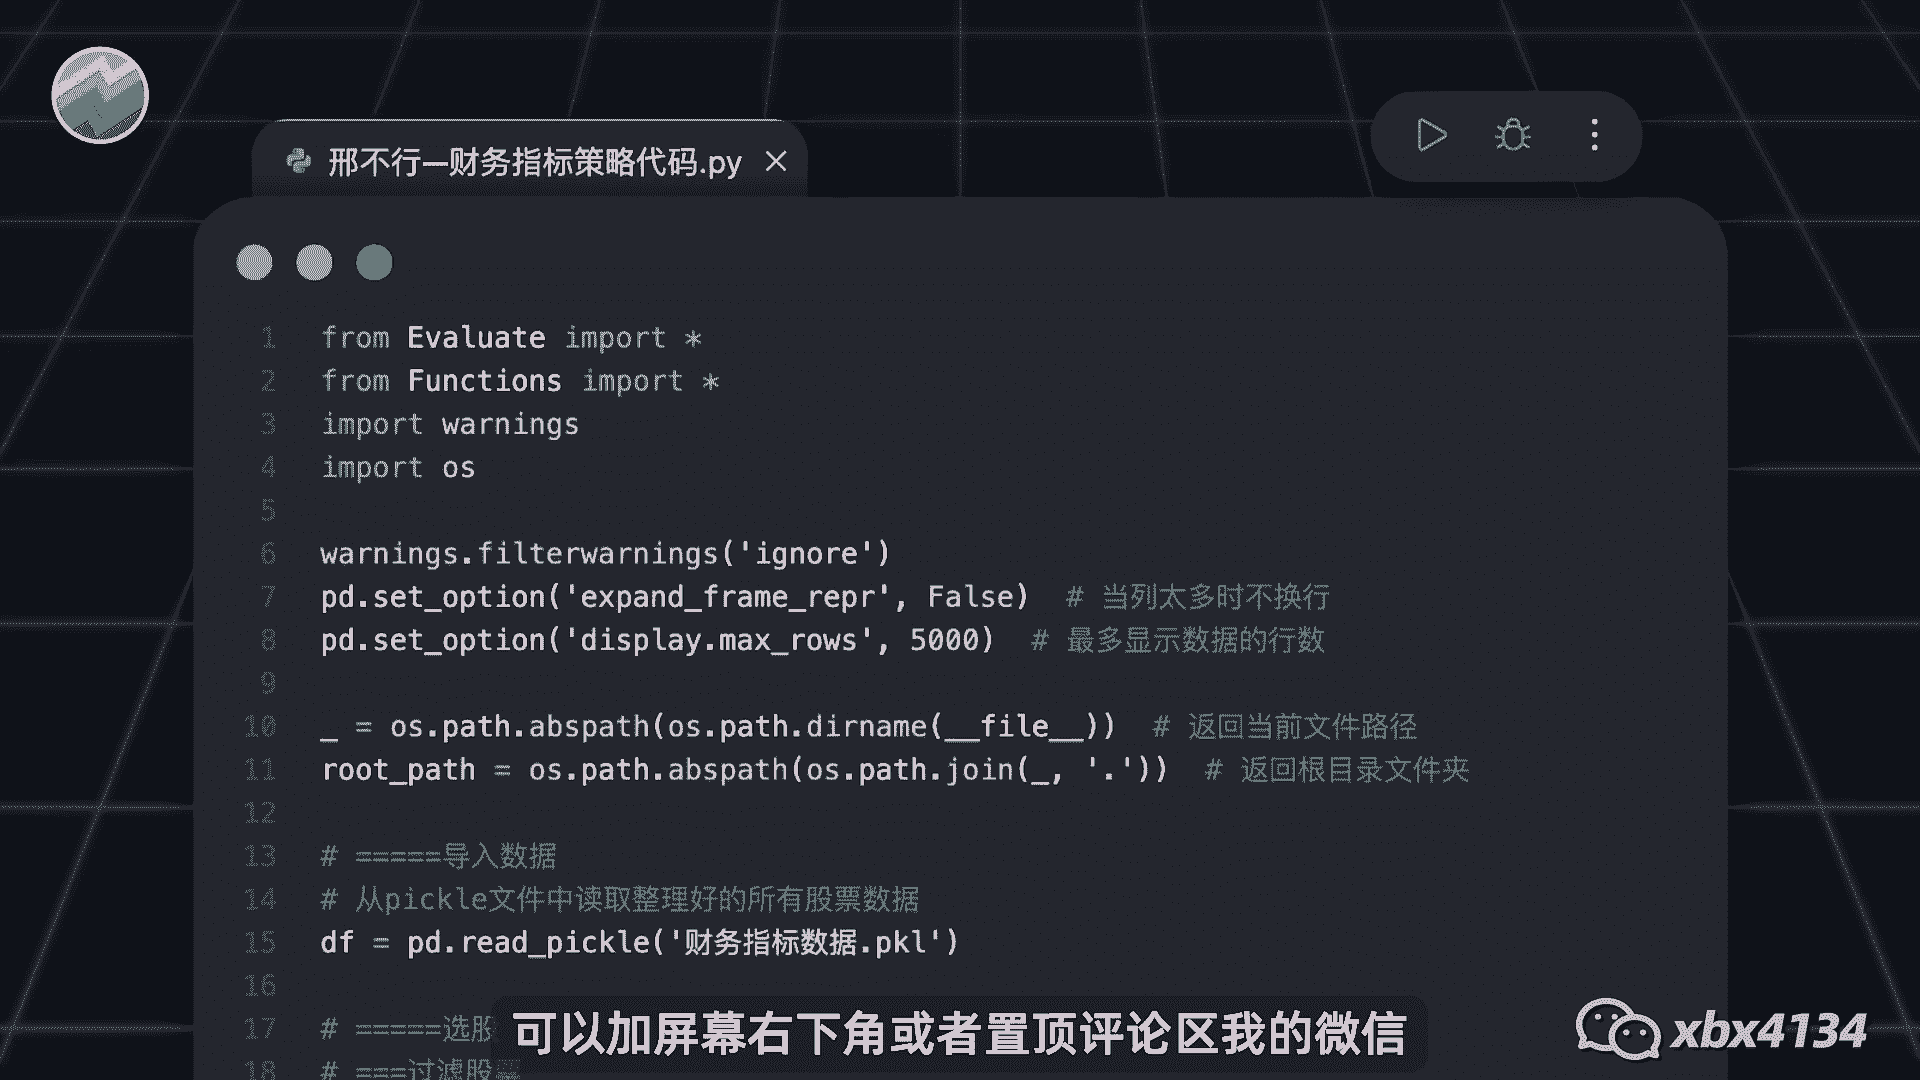 邢不行—财务指标策略代码.py
1 from Evaluate import *
2 from Functions import *
3 import warnings
4 import os
5
6 warnings.filterwarnings('ignore')
7 pd.set_option('expand_frame_repr', False)  # 当列太多时不换行
8 pd.set_option('display.max_rows', 5000)  # 最多显示数据的行数
9
10 _ = os.path.abspath(os.path.dirname(__file__))  # 返回当前文件路径
11 root_path = os.path.abspath(os.path.join(_, '.'))  # 返回根目录文件夹
12
13 # =====导入数据
14 # 从pickle文件中读取整理好的所有股票数据
15 df = pd.read_pickle('财务指标数据.pkl')
16
17 # =====选股
18 # ===过滤股票
可以加屏幕右下角或者置顶评论区我的微信
xbx4134